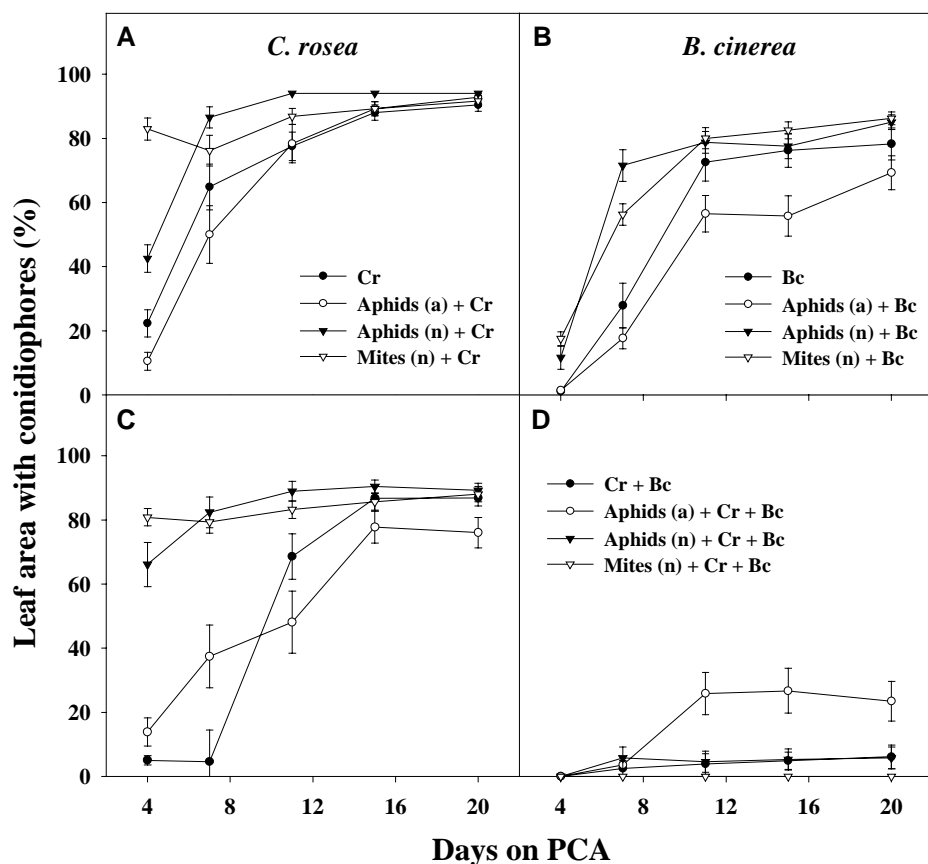 A
C. rosea
B
B. cinerea
Leaf area with conidiophores (%)
100
80
60
40
20
0
Cr
Aphids (a) + Cr
Aphids (n) + Cr
Mites (n) + Cr
Bc
Aphids (a) + Bc
Aphids (n) + Bc
Mites (n) + Bc
C
D
100
80
60
40
20
0
Cr + Bc
Aphids (a) + Cr + Bc
Aphids (n) + Cr + Bc
Mites (n) + Cr + Bc
4 8 12 16 20 4 8 12 16 20
Days on PCA